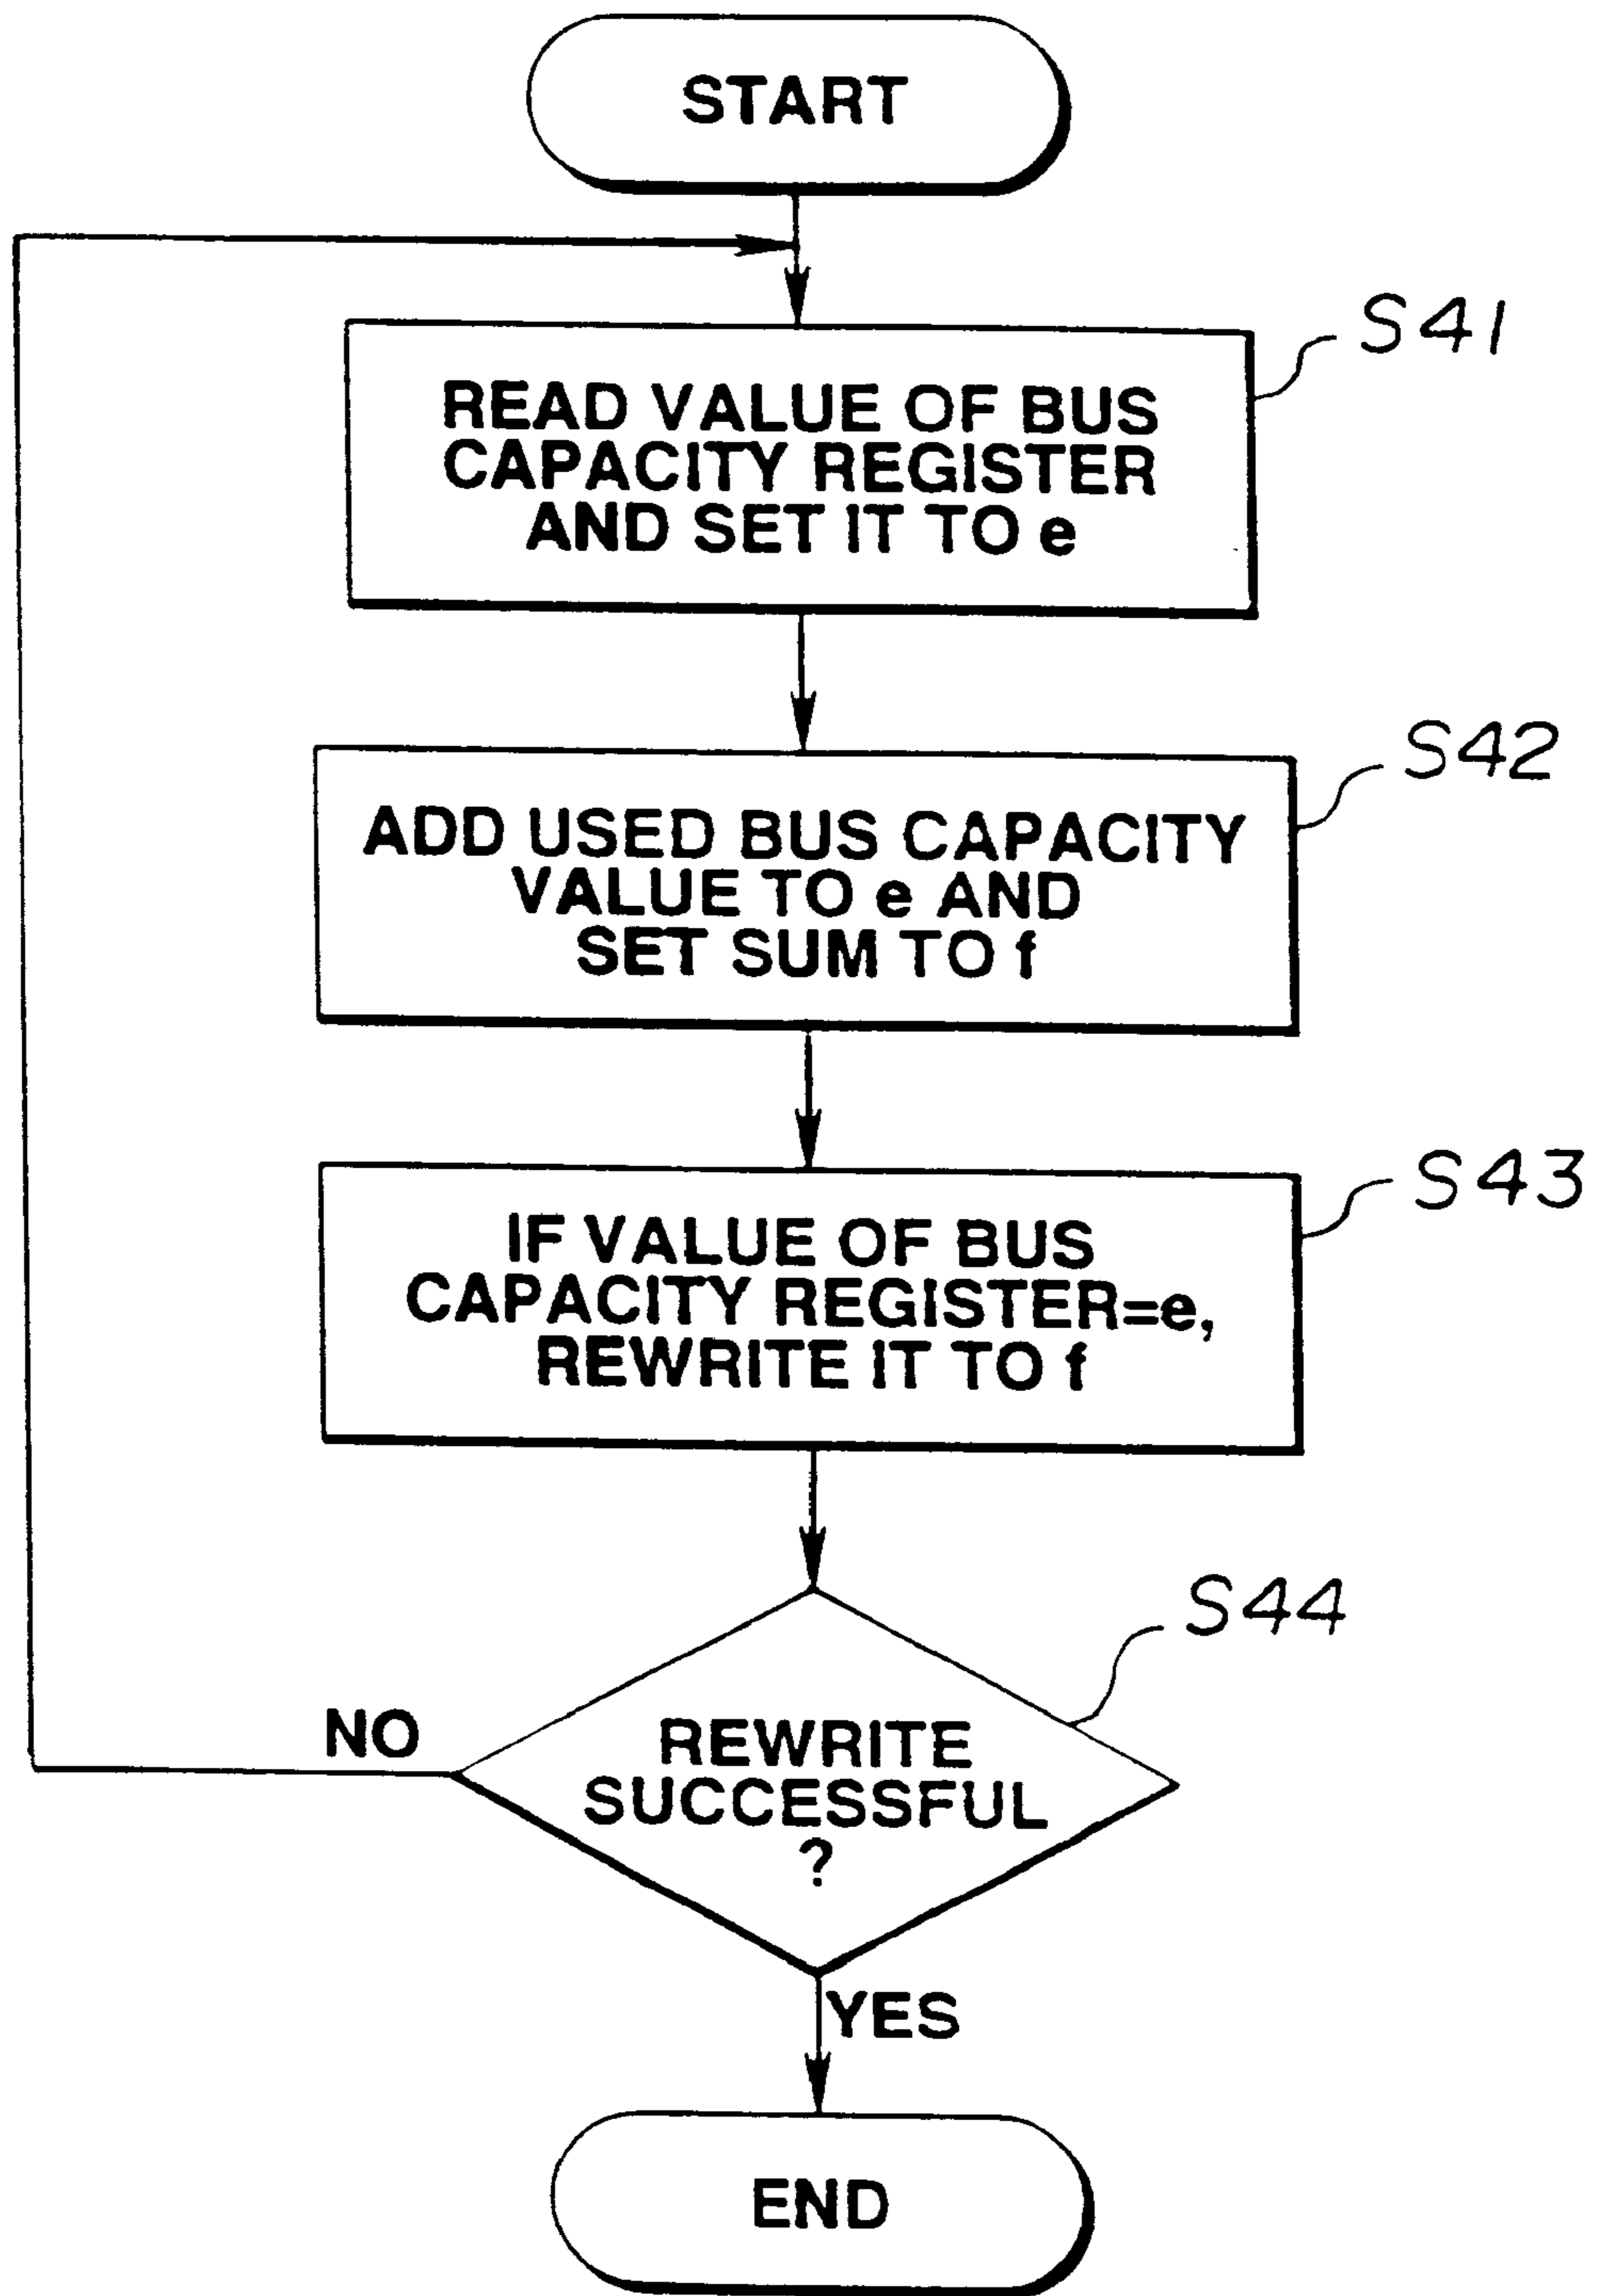 START
S41
READ VALUE OF BUS
CAPACITY REGISTER
AND SET IT TO e
S42
ADD USED BUS CAPACITY
VALUE TO e AND
SET SUM TO f
S43
IF VALUE OF BUS
CAPACITY REGISTER=e,
REWRITE IT TO f
S44
NO
REWRITE
SUCCESSFUL
?
YES
END